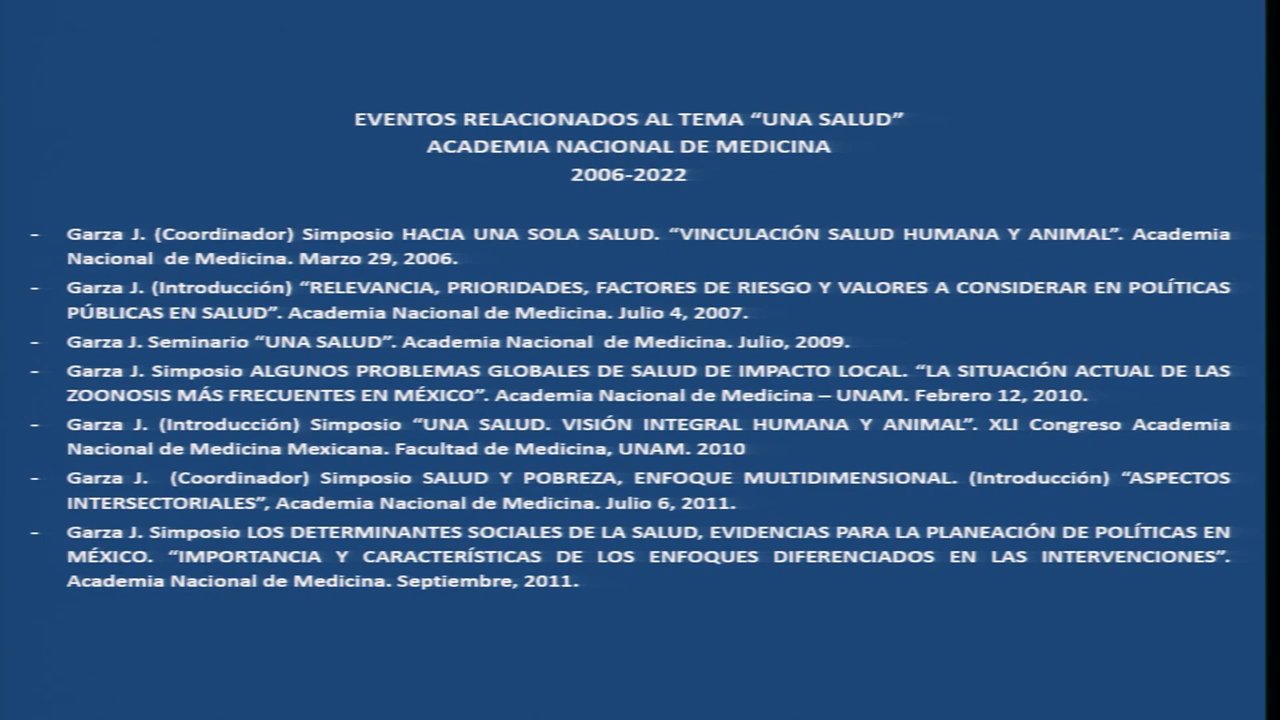 EVENTOS RELACIONADOS AL TEMA “UNA SALUD”
ACADEMIA NACIONAL DE MEDICINA
2006-2022
- Garza J. (Coordinador) Simposio HACIA UNA SOLA SALUD. “VINCULACIÓN SALUD HUMANA Y ANIMAL”. Academia
Nacional de Medicina. Marzo 29, 2006.
- Garza J. (Introducción) “RELEVANCIA, PRIORIDADES, FACTORES DE RIESGO Y VALORES A CONSIDERAR EN POLÍTICAS
PÚBLICAS EN SALUD”. Academia Nacional de Medicina. Julio 4, 2007.
- Garza J. Seminario “UNA SALUD”. Academia Nacional de Medicina. Julio, 2009.
- Garza J. Simposio ALGUNOS PROBLEMAS GLOBALES DE SALUD DE IMPACTO LOCAL. “LA SITUACIÓN ACTUAL DE LAS
ZOONOSIS MÁS FRECUENTES EN MÉXICO”. Academia Nacional de Medicina – UNAM. Febrero 12, 2010.
- Garza J. (Introducción) Simposio “UNA SALUD. VISIÓN INTEGRAL HUMANA Y ANIMAL”. XLI Congreso Academia
Nacional de Medicina Mexicana. Facultad de Medicina, UNAM. 2010
- Garza J. (Coordinador) Simposio SALUD Y POBREZA, ENFOQUE MULTIDIMENSIONAL. (Introducción) “ASPECTOS
INTERSECTORIALES”, Academia Nacional de Medicina. Julio 6, 2011.
- Garza J. Simposio LOS DETERMINANTES SOCIALES DE LA SALUD, EVIDENCIAS PARA LA PLANEACIÓN DE POLÍTICAS EN
MÉXICO. “IMPORTANCIA Y CARACTERÍSTICAS DE LOS ENFOQUES DIFERENCIADOS EN LAS INTERVENCIONES”.
Academia Nacional de Medicina. Septiembre, 2011.